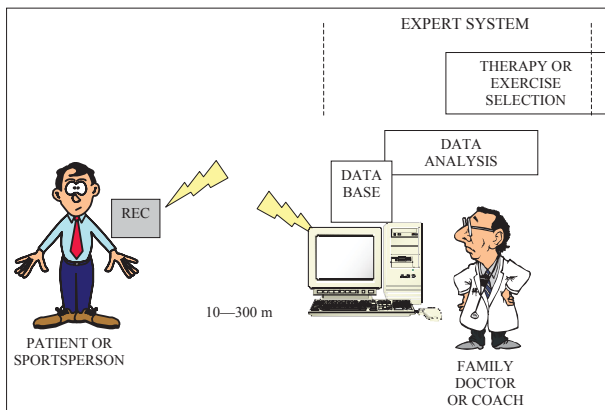 EXPERT SYSTEM
THERAPY OR
EXERCISE
SELECTION
DATA
ANALYSIS
DATA
BASE
REC
10—300 m
PATIENT OR
SPORTSPERSON
FAMILY
DOCTOR
OR COACH